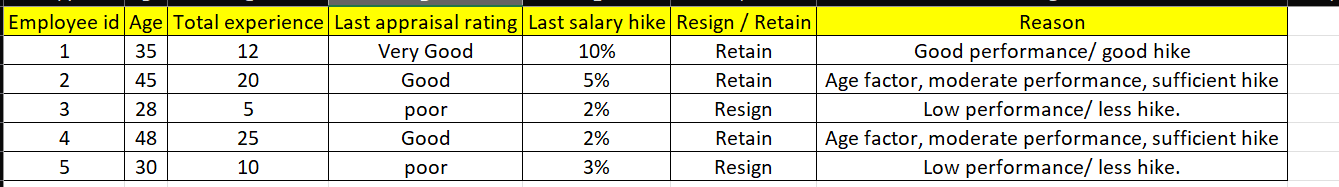 Employee id Age Total experience Last appraisal rating Last salary hike Resign / Retain Reason
1 35 12 Very Good 10% Retain Good performance/ good hike
2 45 20 Good 5% Retain Age factor, moderate performance, sufficient hike
3 28 5 poor 2% Resign Low performance/ less hike.
4 48 25 Good 2% Retain Age factor, moderate performance, sufficient hike
5 30 10 poor 3% Resign Low performance/ less hike.